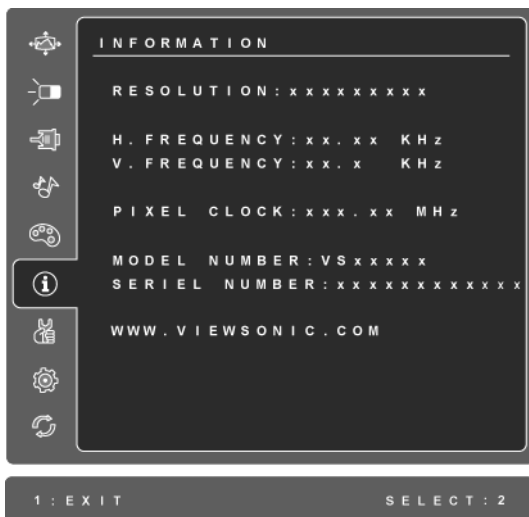 INFORMATION
RESOLUTION:xxxxxxxxx
H.FREQUENCY:xx.xx KHz
V.FREQUENCY:xx.x KHz
PIXEL CLOCK:xxx.xx MHz
MODEL NUMBER:VSxxxxx
SERIEL NUMBER:xxxxxxxxxxxx
WWW.VIEWSONIC.COM
1:EXIT SELECT:2